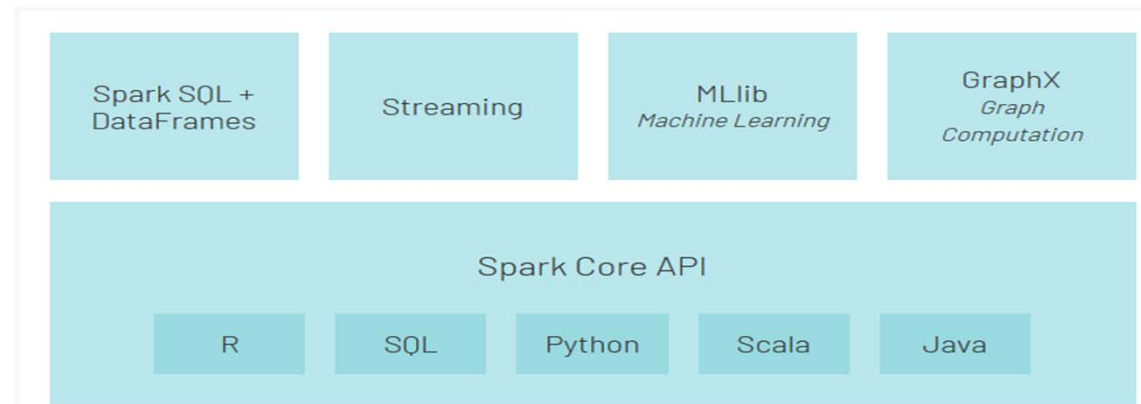 Spark SQL +
DataFrames
Streaming
MLlib
Machine Learning
GraphX
Graph
Computation
Spark Core API
R
SQL
Python
Scala
Java